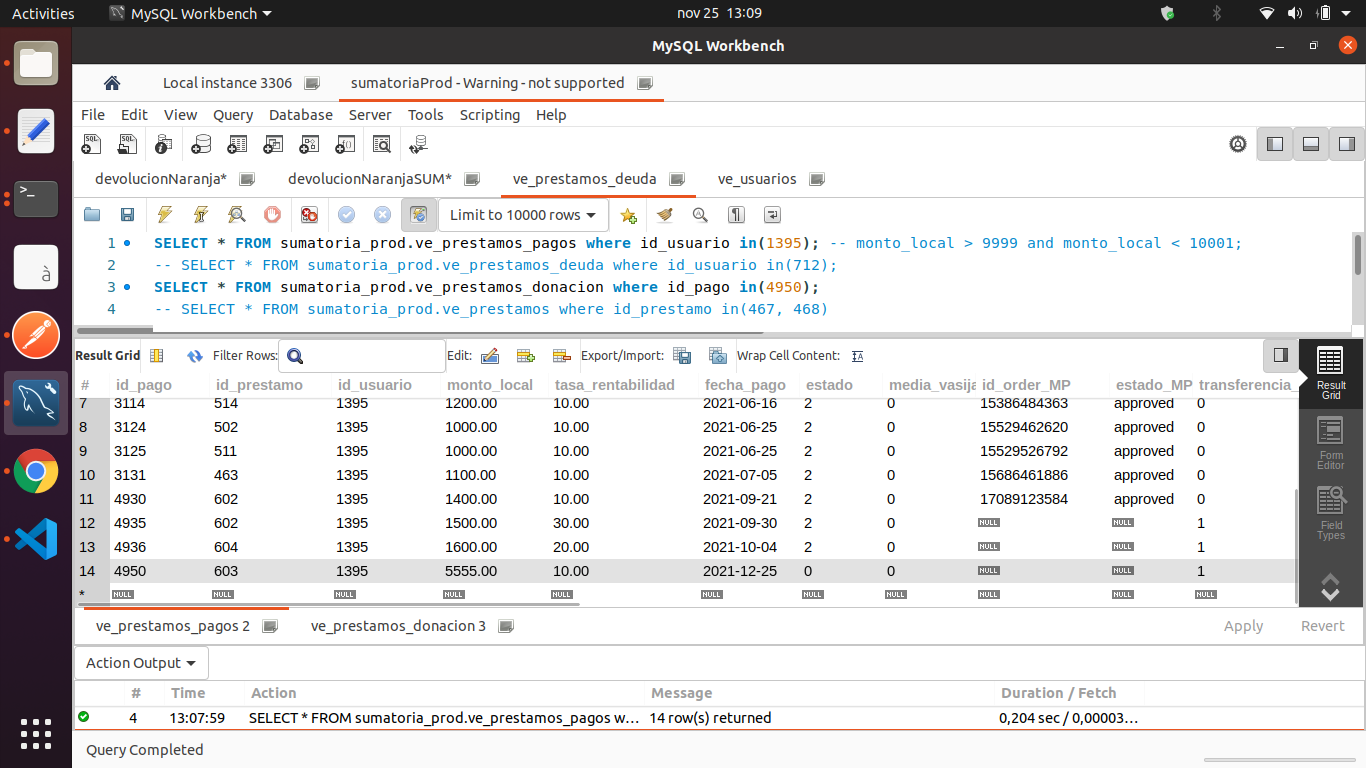 Activities MySQL Workbench nov 25 13:09
MySQL Workbench
Local instance 3306 sumatoriaProd - Warning - not supported
File Edit View Query Database Server Tools Scripting Help
devolucionNaranja* devolucionNaranjaSUM* ve_prestamos_deuda ve_usuarios
Limit to 10000 rows
1 SELECT * FROM sumatoria_prod.ve_prestamos_pagos where id_usuario in(1395); -- monto_local > 9999 and monto_local < 10001;
2 -- SELECT * FROM sumatoria_prod.ve_prestamos_deuda where id_usuario in(712);
3 SELECT * FROM sumatoria_prod.ve_prestamos_donacion where id_pago in(4950);
4 -- SELECT * FROM sumatoria_prod.ve_prestamos where id_prestamo in(467, 468)
Result Grid Filter Rows: Edit: Export/Import: Wrap Cell Content:
# id_pago id_prestamo id_usuario monto_local tasa_rentabilidad fecha_pago estado media_vasija id_order_MP estado_MP transferencia_
7 3114 514 1395 1200.00 10.00 2021-06-16 2 0 15386484363 approved 0
8 3124 502 1395 1000.00 10.00 2021-06-25 2 0 15529462620 approved 0
9 3125 511 1395 1000.00 10.00 2021-06-25 2 0 15529526792 approved 0
10 3131 463 1395 1100.00 10.00 2021-07-05 2 0 15686461886 approved 0
11 4930 602 1395 1400.00 10.00 2021-09-21 2 0 17089123584 approved 0
12 4935 602 1395 1500.00 30.00 2021-09-30 2 0 NULL NULL 1
13 4936 604 1395 1600.00 20.00 2021-10-04 2 0 NULL NULL 1
14 4950 603 1395 5555.00 10.00 2021-12-25 0 0 NULL NULL 1
* NULL NULL NULL NULL NULL NULL NULL NULL NULL NULL NULL
Result
Grid
Form
Editor
Field
Types
ve_prestamos_pagos 2 ve_prestamos_donacion 3 Apply Revert
Action Output
# Time Action Message Duration / Fetch
4 13:07:59 SELECT * FROM sumatoria_prod.ve_prestamos_pagos w... 14 row(s) returned 0,204 sec / 0,00003...
Query Completed